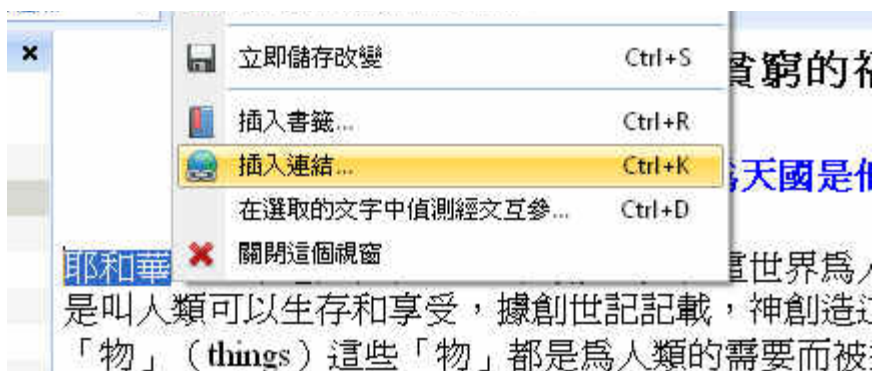 立即儲存改變 Ctrl+S
貧窮的
插入書籤... Ctrl+R
插入連結... Ctrl+K
天國是
在選取的文字中偵測經文互參... Ctrl+D
關閉這個視窗
耶和華
世界爲人
是叫人類可以生存和享受，據創世記記載，神創造
「物」（things）這些「物」都是爲人類的需要而被